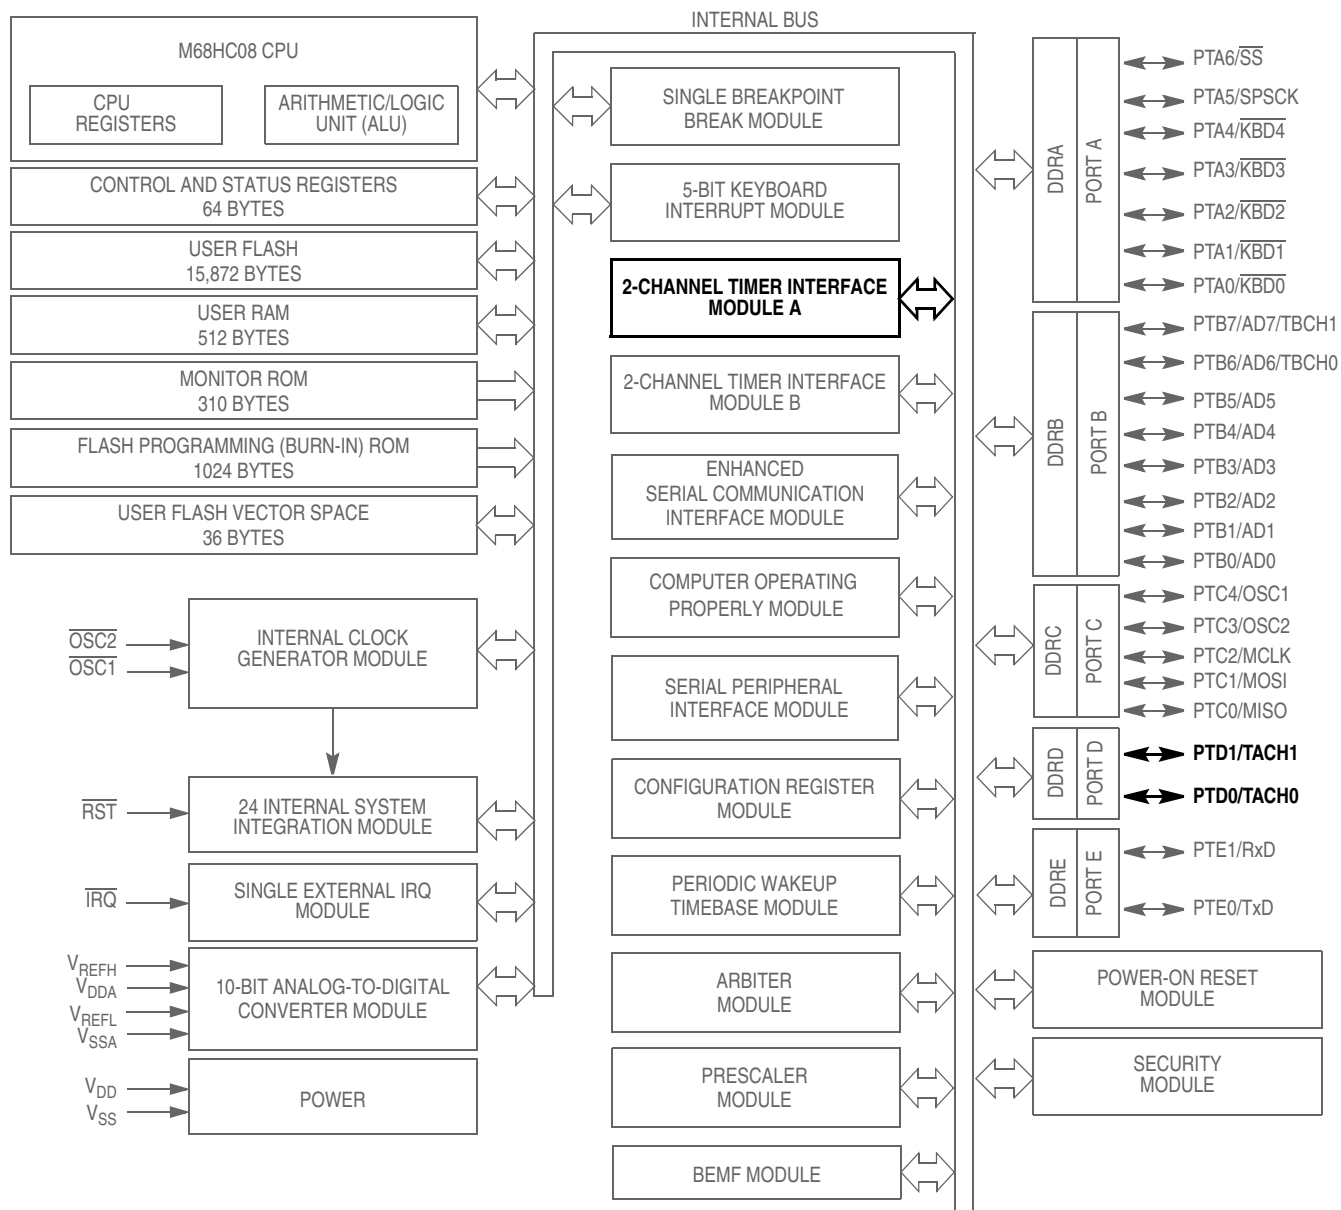 INTERNAL BUS
M68HC08 CPU
CPU
REGISTERS
ARITHMETIC/LOGIC
UNIT (ALU)
CONTROL AND STATUS REGISTERS
64 BYTES
USER FLASH
15,872 BYTES
USER RAM
512 BYTES
MONITOR ROM
310 BYTES
FLASH PROGRAMMING (BURN-IN) ROM
1024 BYTES
USER FLASH VECTOR SPACE
36 BYTES
OSC2
OSC1
INTERNAL CLOCK
GENERATOR MODULE
RST
24 INTERNAL SYSTEM
INTEGRATION MODULE
IRQ
SINGLE EXTERNAL IRQ
MODULE
VREFH
VDDA
VREFL
VSSA
10-BIT ANALOG-TO-DIGITAL
CONVERTER MODULE
VDD
VSS
POWER
SINGLE BREAKPOINT
BREAK MODULE
5-BIT KEYBOARD
INTERRUPT MODULE
2-CHANNEL TIMER INTERFACE
MODULE A
2-CHANNEL TIMER INTERFACE
MODULE B
ENHANCED
SERIAL COMMUNICATION
INTERFACE MODULE
COMPUTER OPERATING
PROPERLY MODULE
SERIAL PERIPHERAL
INTERFACE MODULE
CONFIGURATION REGISTER
MODULE
PERIODIC WAKEUP
TIMEBASE MODULE
ARBITER
MODULE
PRESCALER
MODULE
BEMF MODULE
DDRA
PORT A
PTA6/SS
PTA5/SPSCK
PTA4/KBD4
PTA3/KBD3
PTA2/KBD2
PTA1/KBD1
PTA0/KBD0
DDRB
PORT B
PTB7/AD7/TBCH1
PTB6/AD6/TBCH0
PTB5/AD5
PTB4/AD4
PTB3/AD3
PTB2/AD2
PTB1/AD1
PTB0/AD0
DDRC
PORT C
PTC4/OSC1
PTC3/OSC2
PTC2/MCLK
PTC1/MOSI
PTC0/MISO
DDRD
PORT D
PTD1/TACH1
PTD0/TACH0
DDRE
PORT E
PTE1/RxD
PTE0/TxD
POWER-ON RESET
MODULE
SECURITY
MODULE